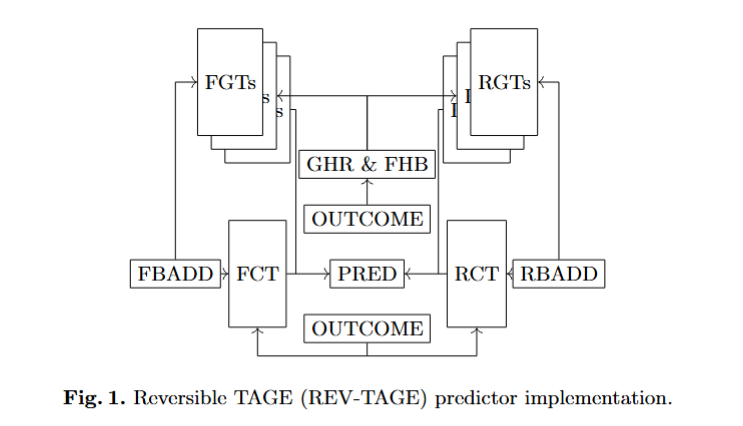 FGTs
s
s
RGTs
GHR & FHB
OUTCOME
FBADD
FCT
PRED
RCT
RBADD
OUTCOME
Fig. 1. Reversible TAGE (REV-TAGE) predictor implementation.